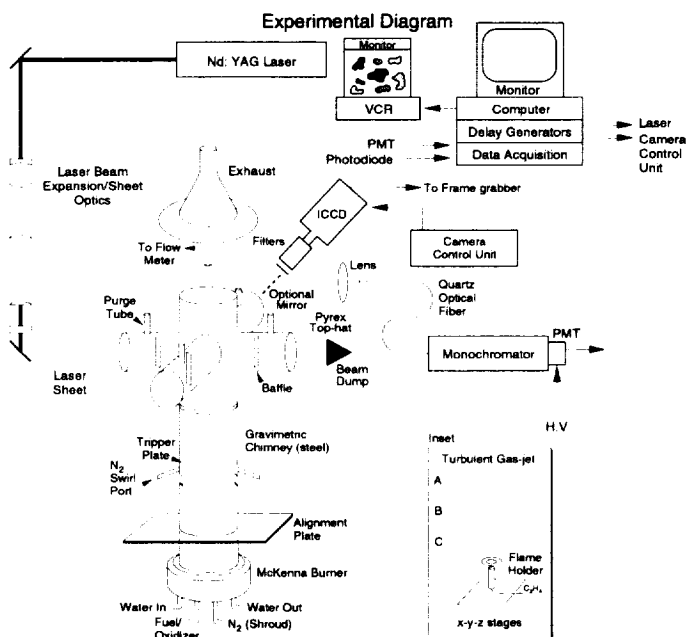 Experimental Diagram
Nd: YAG Laser
Monitor
VCR
Monitor
Computer
Delay Generators
Data Acquisition
PMT
Photodiode
Laser
Camera
Control
Unit
Laser Beam
Expansion/Sheet
Optics
Exhaust
To Flow
Meter
Filters
ICCD
To Frame grabber
Camera
Control Unit
Lens
Optional
Mirror
Quartz
Optical
Fiber
Purge
Tube
Pyrex
Top-hat
Laser
Sheet
Baffle
Beam
Dump
Monochromator
PMT
H.V
Tripper
Plate
Gravimetric
Chimney (steel)
N2
Swirl
Port
Alignment
Plate
McKenna Burner
Water In
Water Out
Fuel/
Oxidizer
N2 (Shroud)
Inset
Turbulent Gas-jet
A
B
C
Flame
Holder
C2H4
x-y-z stages